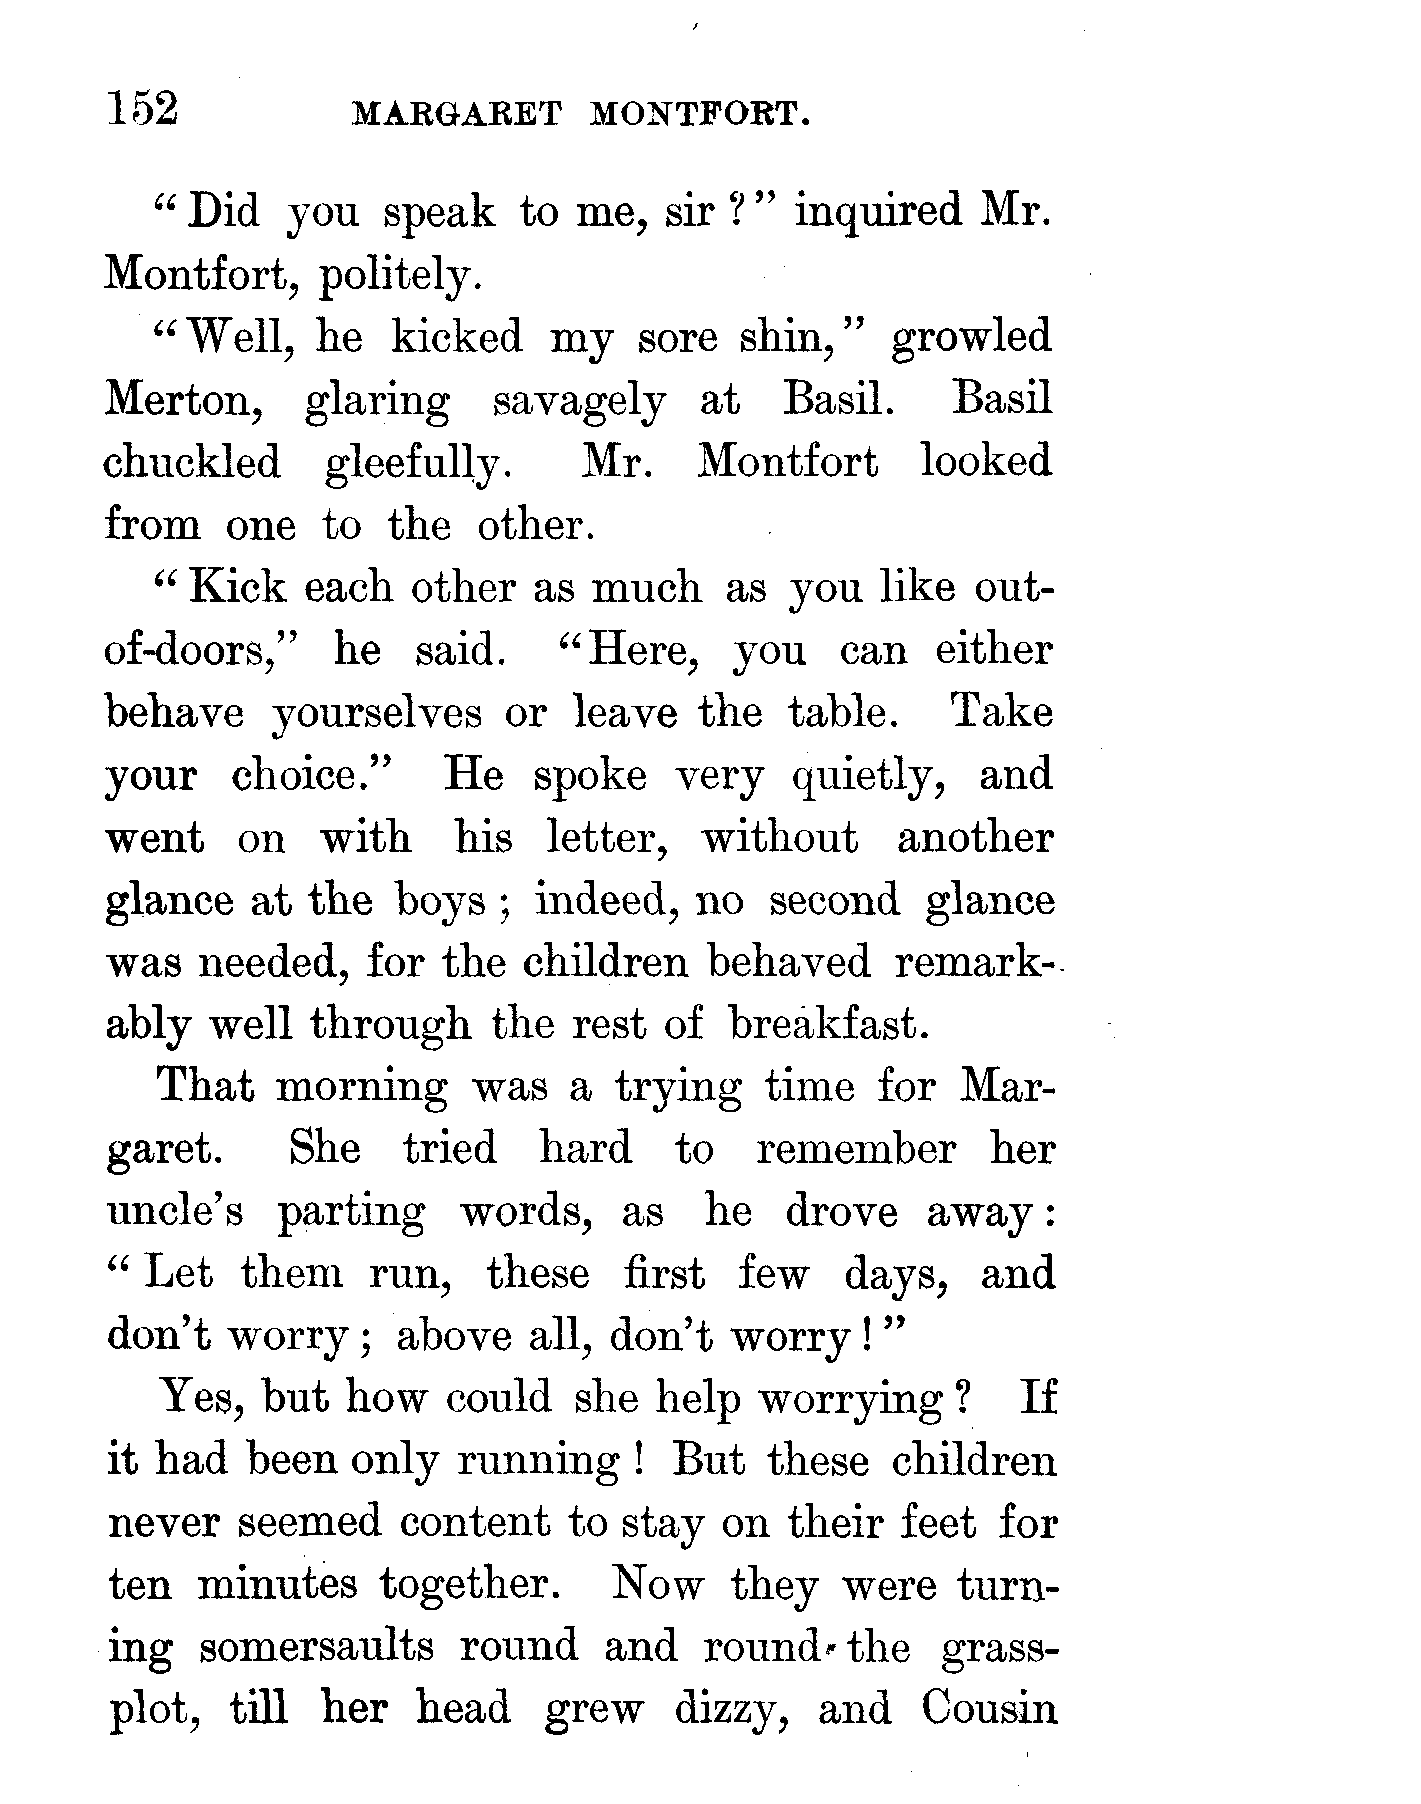 152 MARGARET MONTFORT.
“Did you speak to me, sir?” inquired Mr.
Montfort, politely.
“Well, he kicked my sore shin,” growled
Merton, glaring savagely at Basil. Basil
chuckled gleefully. Mr. Montfort looked
from one to the other.
“Kick each other as much as you like out-
of-doors,” he said. “Here, you can either
behave yourselves or leave the table. Take
your choice.” He spoke very quietly, and
went on with his letter, without another
glance at the boys; indeed, no second glance
was needed, for the children behaved remark-
ably well through the rest of breakfast.
That morning was a trying time for Mar-
garet. She tried hard to remember her
uncle’s parting words, as he drove away:
“Let them run, these first few days, and
don’t worry; above all, don’t worry!”
Yes, but how could she help worrying? If
it had been only running! But these children
never seemed content to stay on their feet for
ten minutes together. Now they were turn-
ing somersaults round and round the grass-
plot, till her head grew dizzy, and Cousin